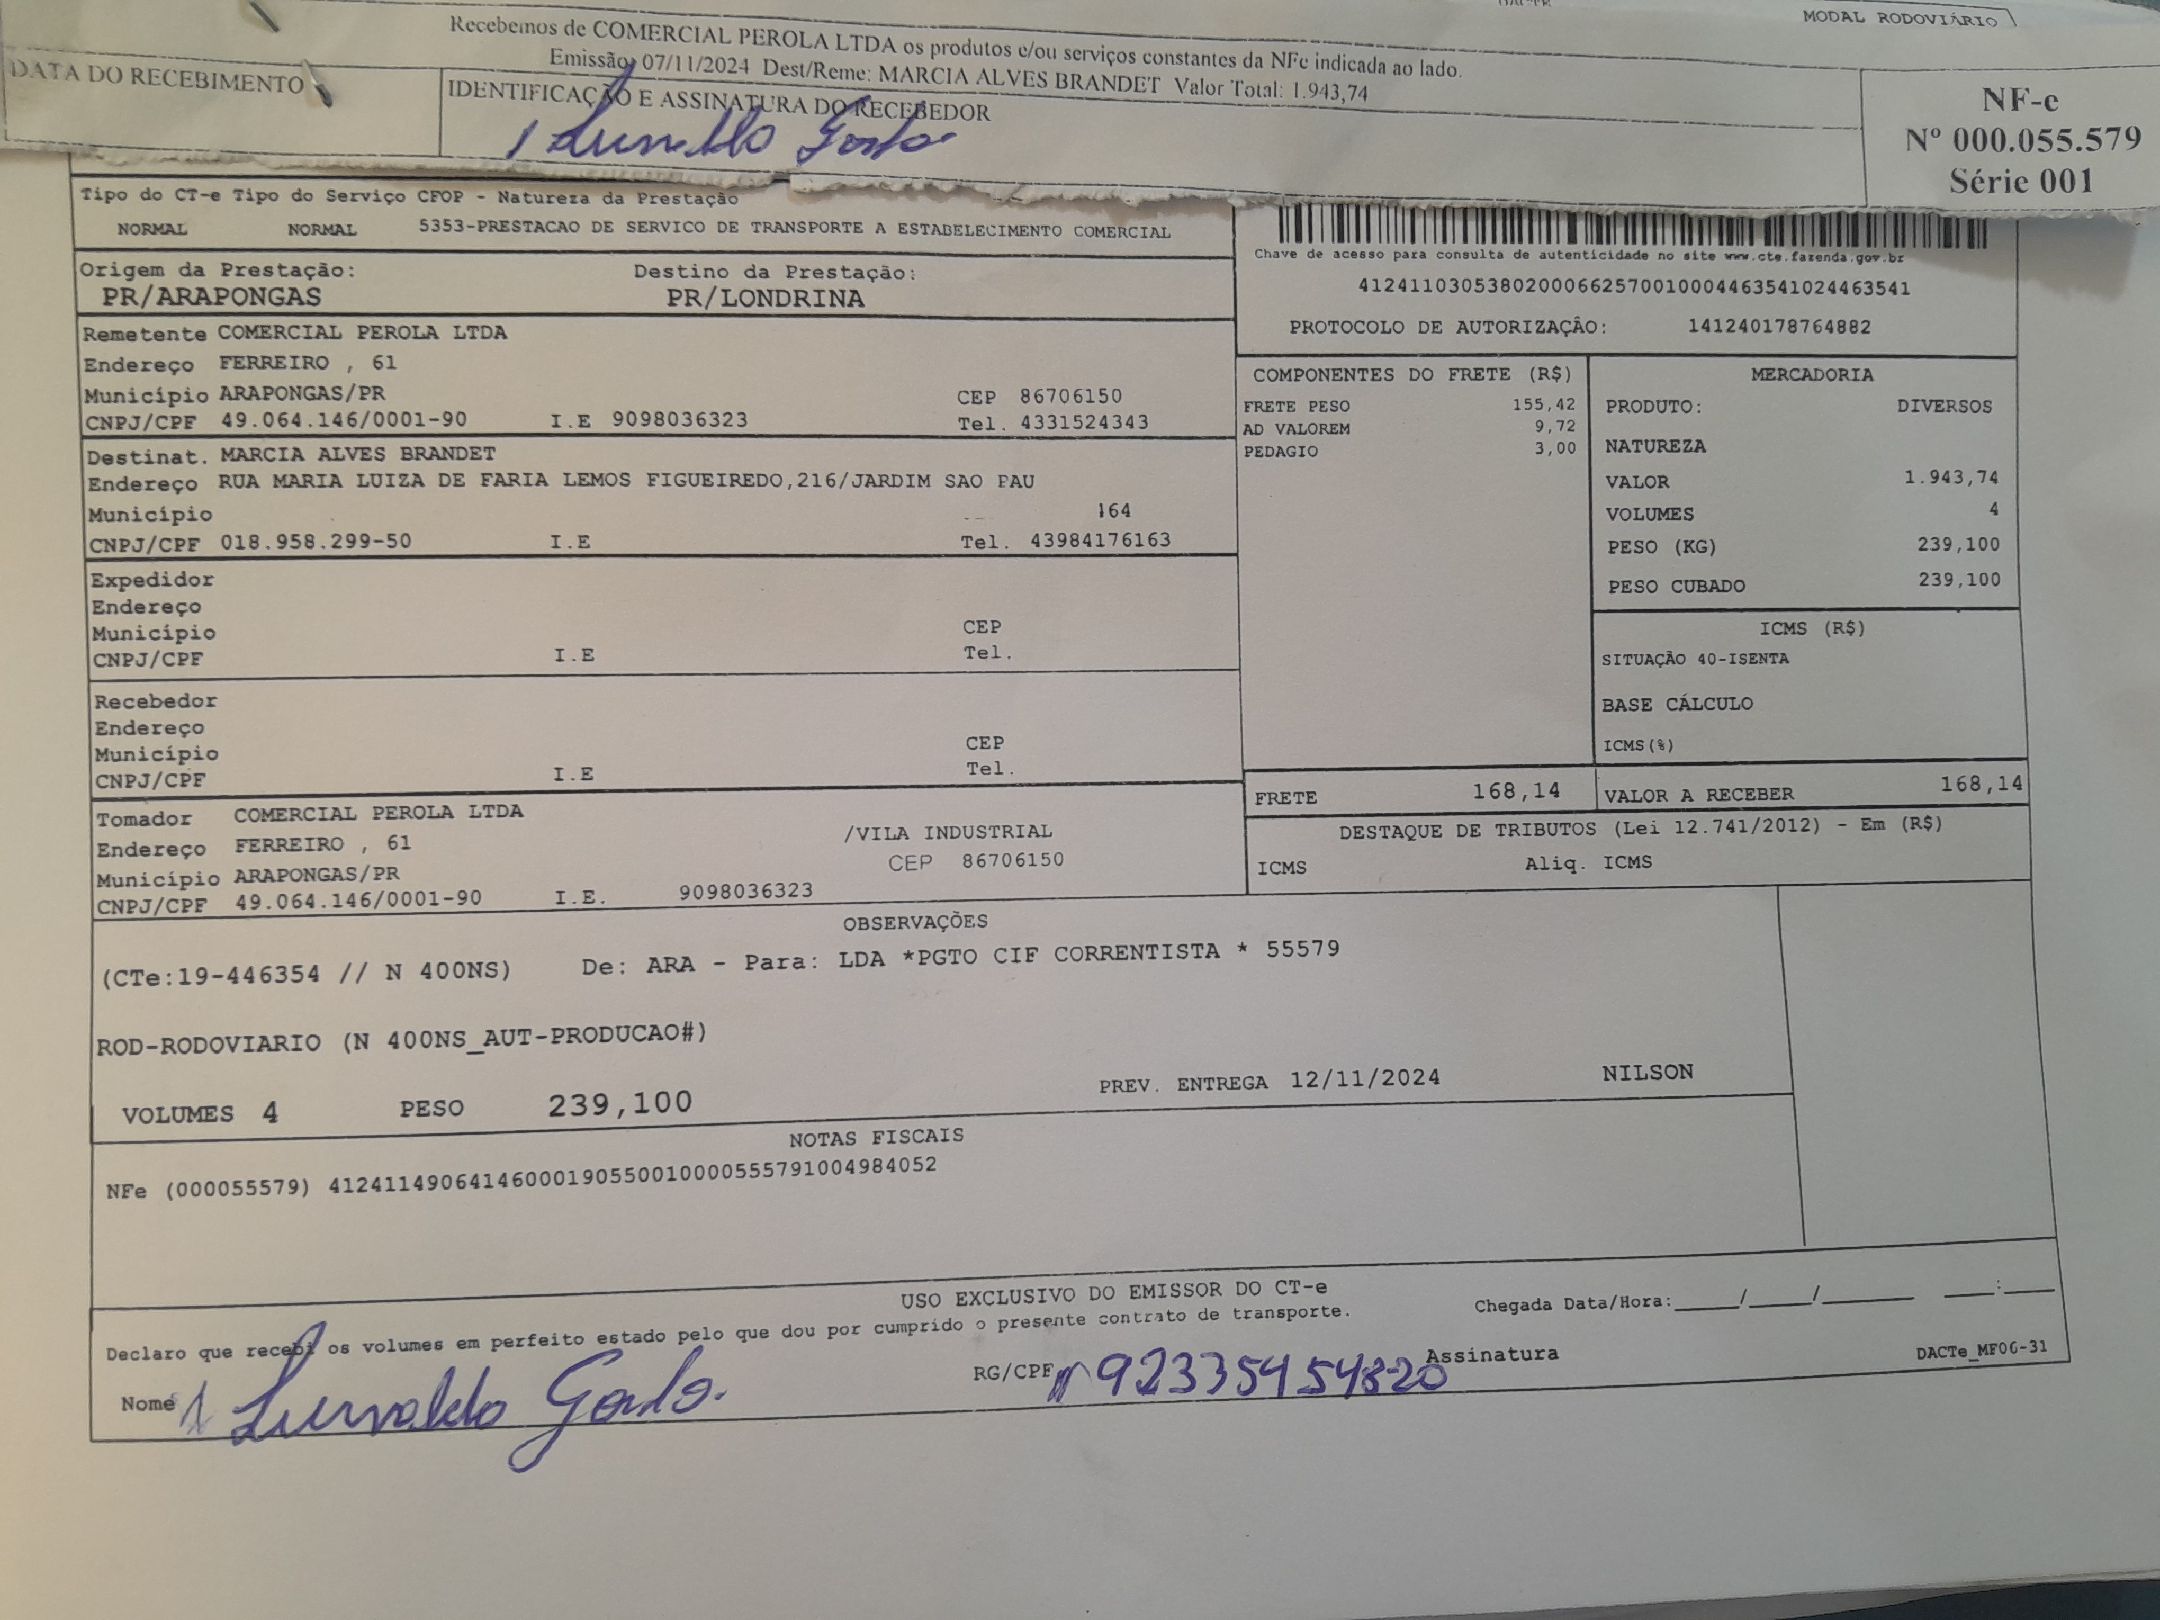 MODAL RODOVIÁRIO
Recebemos de COMERCIAL PEROLA LTDA os produtos e/ou serviços constantes da NFe indicada ao lado.
Emissão: 07/11/2024 Dest/Reme: MARCIA ALVES BRANDET Valor Total: 1.943,74
DATA DO RECEBIMENTO
IDENTIFICAÇÃO E ASSINATURA DO RECEBEDOR
NF-e
Nº 000.055.579
Série 001
Tipo do CT-e Tipo do Serviço CFOP - Natureza da Prestação
NORMAL NORMAL 5353-PRESTACAO DE SERVICO DE TRANSPORTE A ESTABELECIMENTO COMERCIAL
Origem da Prestação: Destino da Prestação:
PR/ARAPONGAS PR/LONDRINA
Chave de acesso para consulta de autenticidade no site www.cte.fazenda.gov.br
41241103053802000662570010004463541024463541
PROTOCOLO DE AUTORIZAÇÃO: 141240178764882
Remetente COMERCIAL PEROLA LTDA
Endereço FERREIRO , 61
Município ARAPONGAS/PR CEP 86706150
CNPJ/CPF 49.064.146/0001-90 I.E 9098036323 Tel. 4331524343
Destinat. MARCIA ALVES BRANDET
Endereço RUA MARIA LUIZA DE FARIA LEMOS FIGUEIREDO,216/JARDIM SAO PAU
Município 164
CNPJ/CPF 018.958.299-50 I.E Tel. 43984176163
Expedidor
Endereço
Município CEP
CNPJ/CPF I.E Tel.
Recebedor
Endereço
Município CEP
CNPJ/CPF I.E Tel.
Tomador COMERCIAL PEROLA LTDA
Endereço FERREIRO , 61 /VILA INDUSTRIAL
Município ARAPONGAS/PR CEP 86706150
CNPJ/CPF 49.064.146/0001-90 I.E. 9098036323
COMPONENTES DO FRETE (R$)
FRETE PESO 155,42
AD VALOREM 9,72
PEDAGIO 3,00
MERCADORIA
PRODUTO: DIVERSOS
NATUREZA
VALOR 1.943,74
VOLUMES 4
PESO (KG) 239,100
PESO CUBADO 239,100
ICMS (R$)
SITUAÇÃO 40-ISENTA
BASE CÁLCULO
ICMS(%)
FRETE 168,14 VALOR A RECEBER 168,14
DESTAQUE DE TRIBUTOS (Lei 12.741/2012) - Em (R$)
ICMS Aliq. ICMS
OBSERVAÇÕES
(CTe:19-446354 // N 400NS) De: ARA - Para: LDA *PGTO CIF CORRENTISTA * 55579
ROD-RODOVIARIO (N 400NS_AUT-PRODUCAO#)
VOLUMES 4 PESO 239,100 PREV. ENTREGA 12/11/2024 NILSON
NOTAS FISCAIS
NFe (000055579) 41241149064146000190550010000555791004984052
USO EXCLUSIVO DO EMISSOR DO CT-e
Declaro que recebi os volumes em perfeito estado pelo que dou por cumprido o presente contrato de transporte.
Chegada Data/Hora:_____/_____/_______ ____:____
Nome RG/CPF 92335454820 Assinatura DACTe_MF06-31